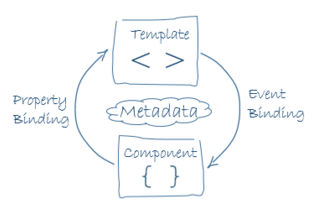 Template
< >
Property
Binding
Metadata
Event
Binding
Component
{ }